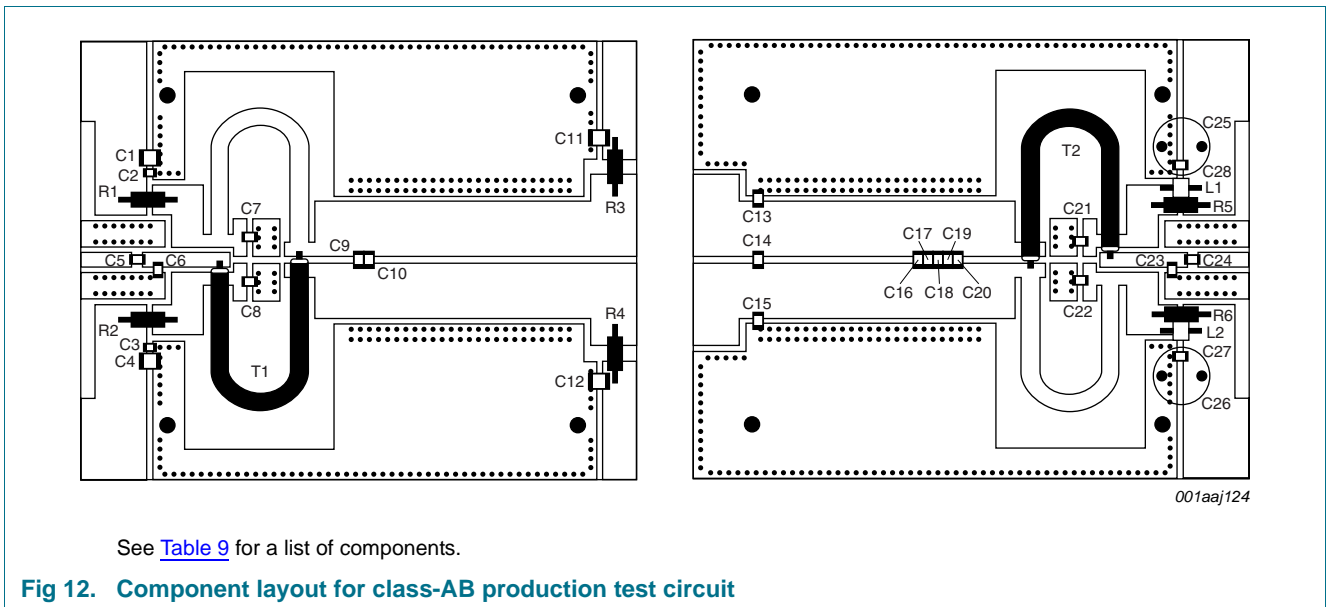 C11
C1
C2
R1
R3
C7
C9
C5
C6
C10
C8
R2
R4
C3
C4
T1
C12
C25
T2
C28
L1
R5
C13
C21
C14
C17
C19
C23
C24
C16
C18
C20
C15
C22
R6
L2
C27
C26
001aaj124
See Table 9 for a list of components.
Fig 12. Component layout for class-AB production test circuit